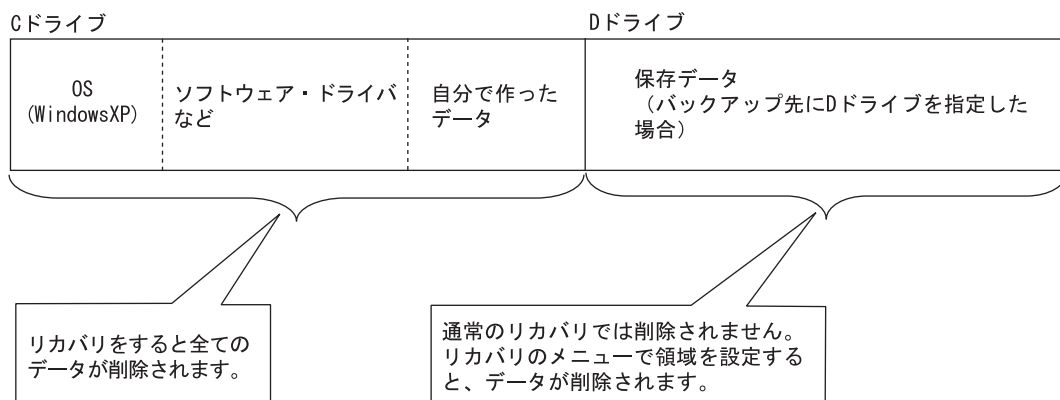 Cドライブ
Dドライブ
OS
(WindowsXP)
ソフトウェア・ドライバ
など
自分で作った
データ
保存データ
（バックアップ先にDドライブを指定した
場合）
リカバリをすると全ての
データが削除されます。
通常のリカバリでは削除されません。
リカバリのメニューで領域を設定する
と、データが削除されます。